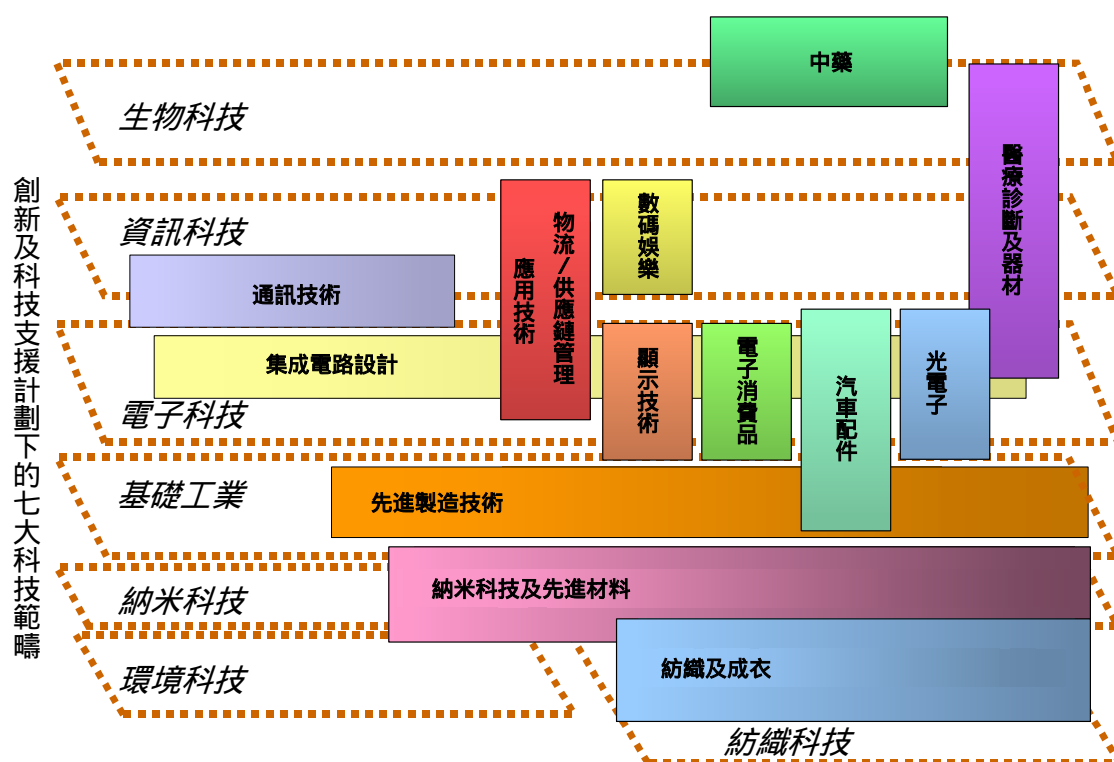 創新及科技支援計劃下的七大科技範疇
中藥
生物科技
醫療診斷及器材
資訊科技
物流/供應鏈管理
應用技術
數碼娛樂
通訊技術
集成電路設計
電子科技
顯示技術
電子消費品
汽車配件
光電子
基礎工業
先進製造技術
納米科技
納米科技及先進材料
環境科技
紡織及成衣
紡織科技